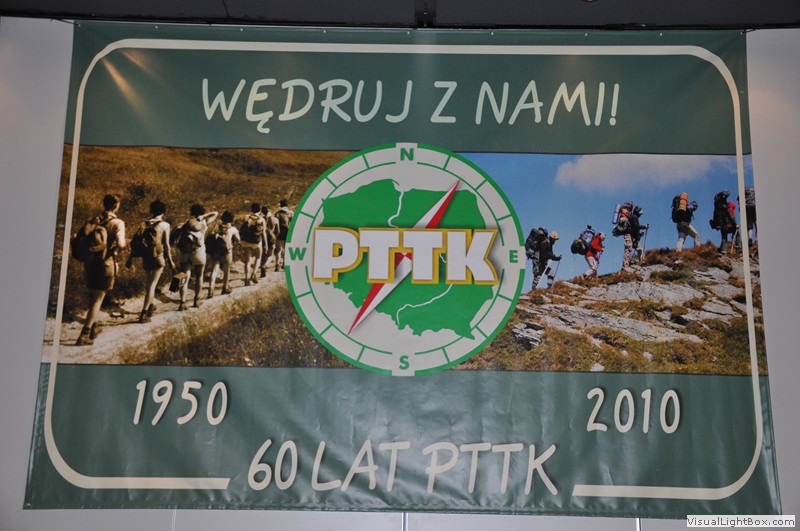 WĘDRUJ Z NAMI!
N
W PTTK E
S
1950 2010
60 LAT PTTK
VisualLightBox.com